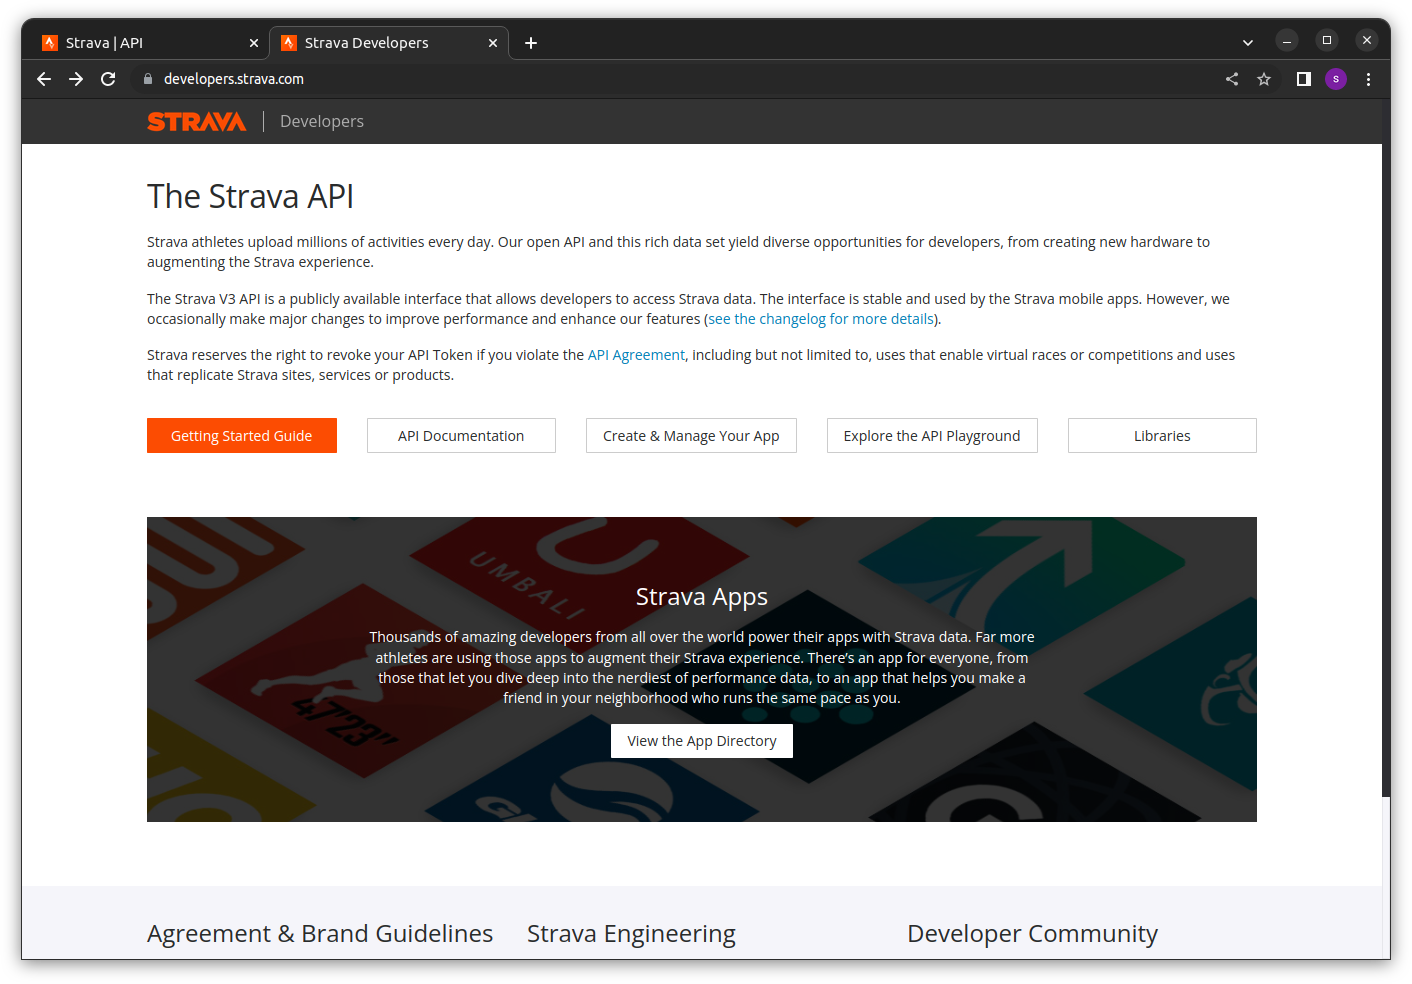 Strava | API
Strava Developers
developers.strava.com
S
STRAVA
Developers
The Strava API
Strava athletes upload millions of activities every day. Our open API and this rich data set yield diverse opportunities for developers, from creating new hardware to
augmenting the Strava experience.
The Strava V3 API is a publicly available interface that allows developers to access Strava data. The interface is stable and used by the Strava mobile apps. However, we
occasionally make major changes to improve performance and enhance our features (see the changelog for more details).
Strava reserves the right to revoke your API Token if you violate the API Agreement, including but not limited to, uses that enable virtual races or competitions and uses
that replicate Strava sites, services or products.
Getting Started Guide
API Documentation
Create & Manage Your App
Explore the API Playground
Libraries
UMBALI
Strava Apps
Thousands of amazing developers from all over the world power their apps with Strava data. Far more
athletes are using those apps to augment their Strava experience. There's an app for everyone, from
those that let you dive deep into the nerdiest of performance data, to an app that helps you make a
friend in your neighborhood who runs the same pace as you.
47'23"
View the App Directory
Agreement & Brand Guidelines
Strava Engineering
Developer Community